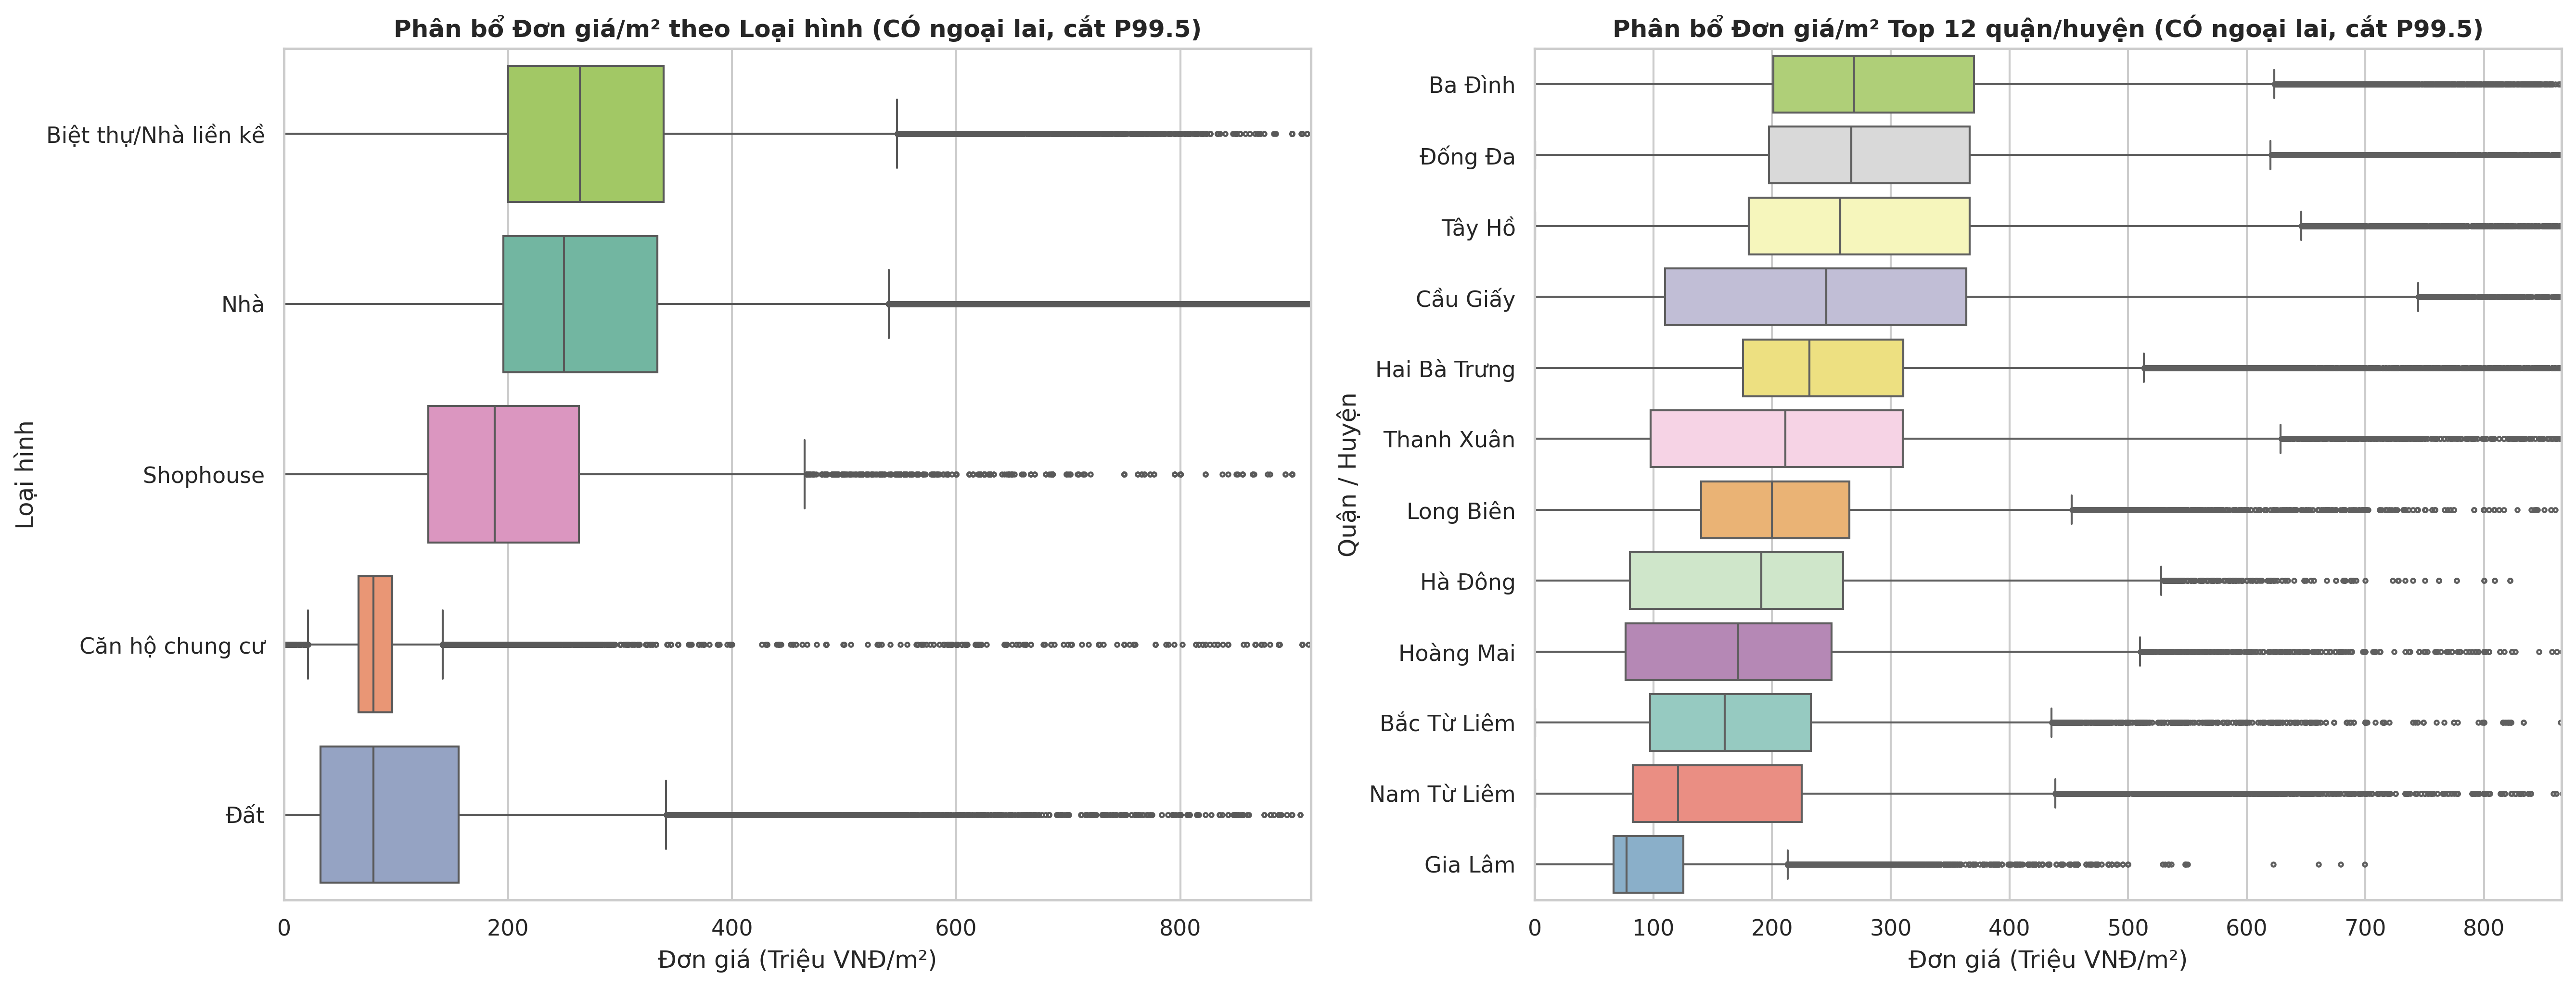 Phân bổ Đơn giá/m² theo Loại hình (CÓ ngoại lai, cắt P99.5)
Loại hình
Biệt thự/Nhà liền kề
Nhà
Shophouse
Căn hộ chung cư
Đất
0 200 400 600 800
Đơn giá (Triệu VNĐ/m²)
Phân bổ Đơn giá/m² Top 12 quận/huyện (CÓ ngoại lai, cắt P99.5)
Quận / Huyện
Ba Đình
Đống Đa
Tây Hồ
Cầu Giấy
Hai Bà Trưng
Thanh Xuân
Long Biên
Hà Đông
Hoàng Mai
Bắc Từ Liêm
Nam Từ Liêm
Gia Lâm
0 100 200 300 400 500 600 700 800
Đơn giá (Triệu VNĐ/m²)